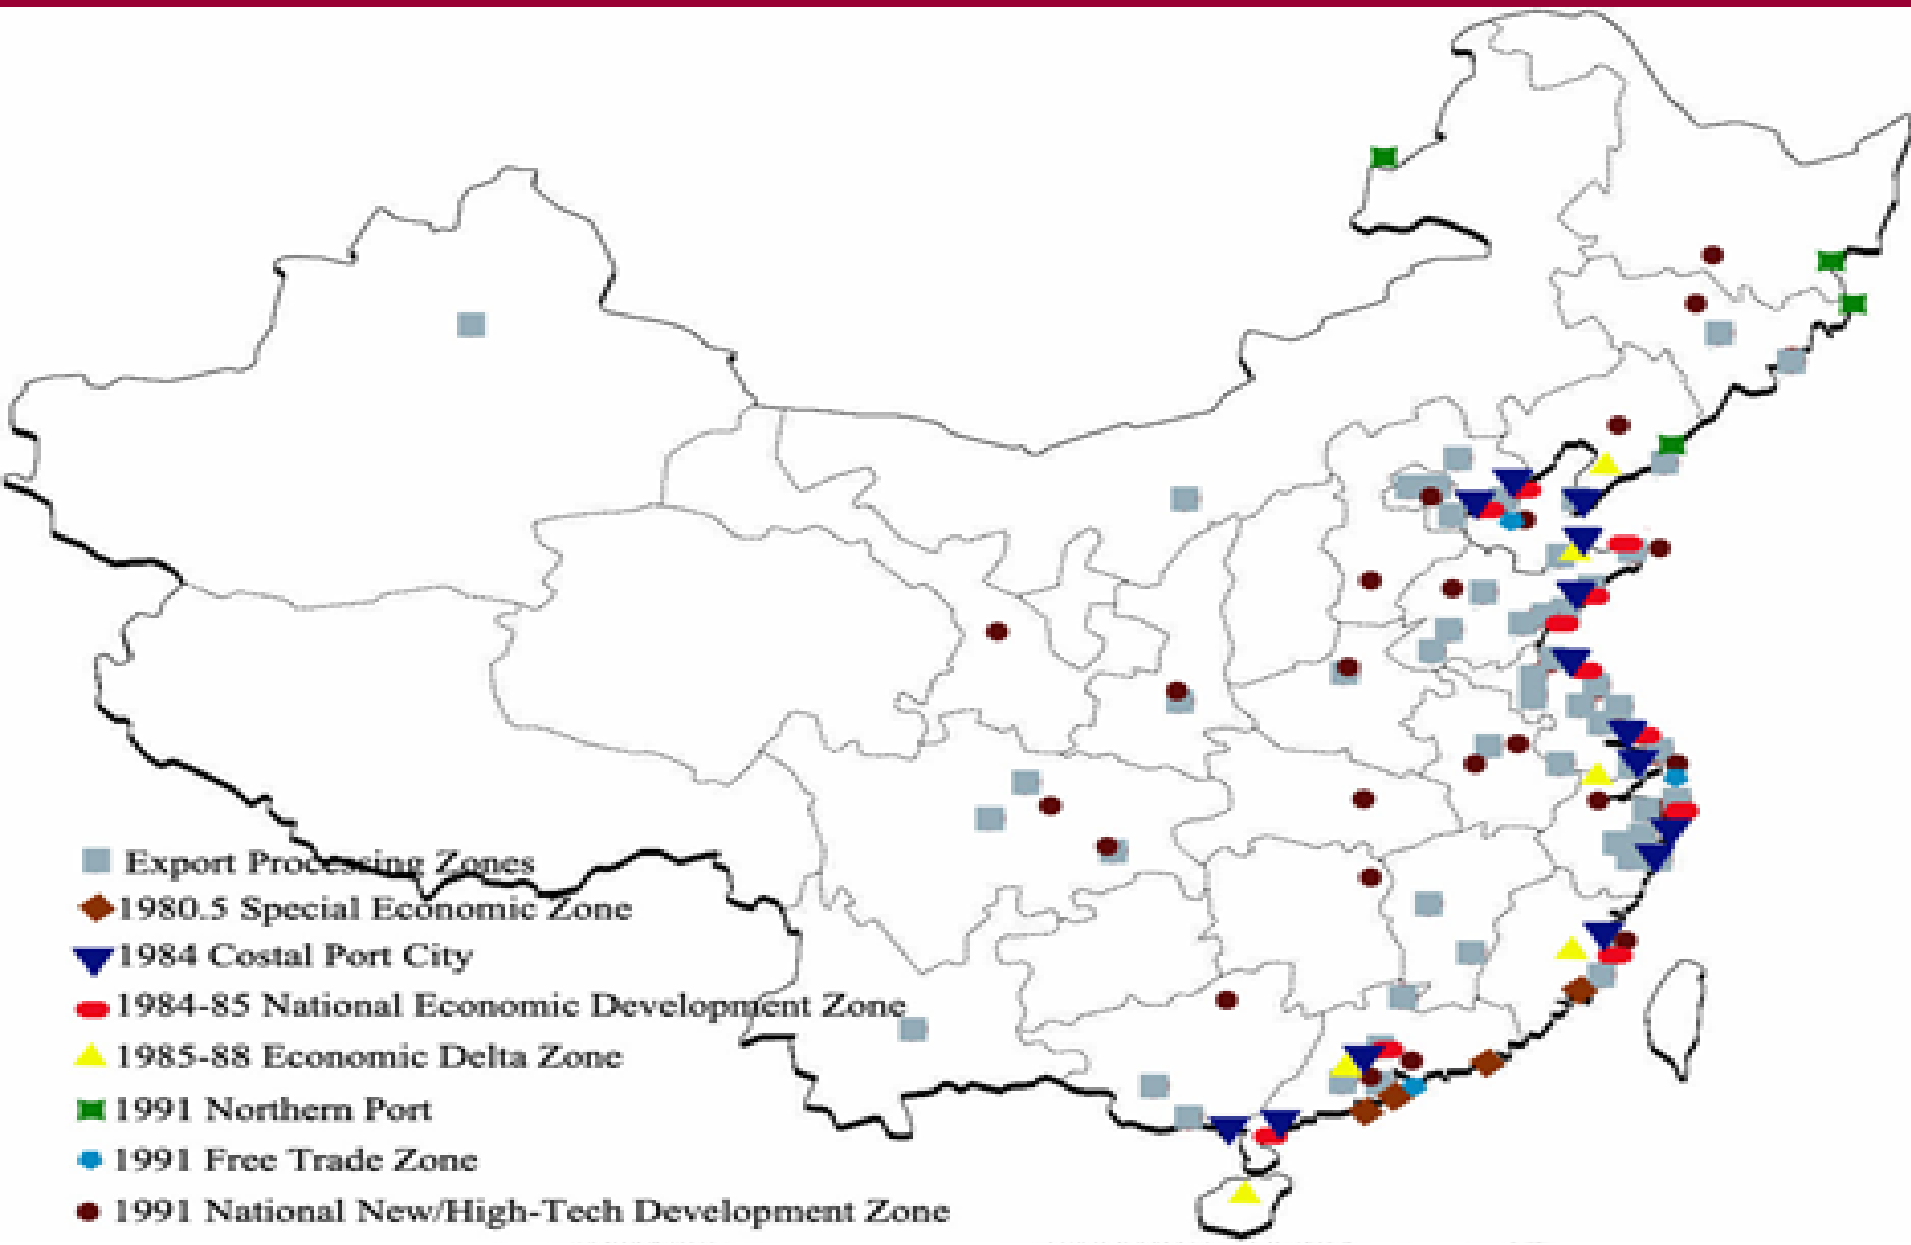 Export Processing Zones
1980.5 Special Economic Zone
1984 Costal Port City
1984-85 National Economic Development Zone
1985-88 Economic Delta Zone
1991 Northern Port
1991 Free Trade Zone
1991 National New/High-Tech Development Zone